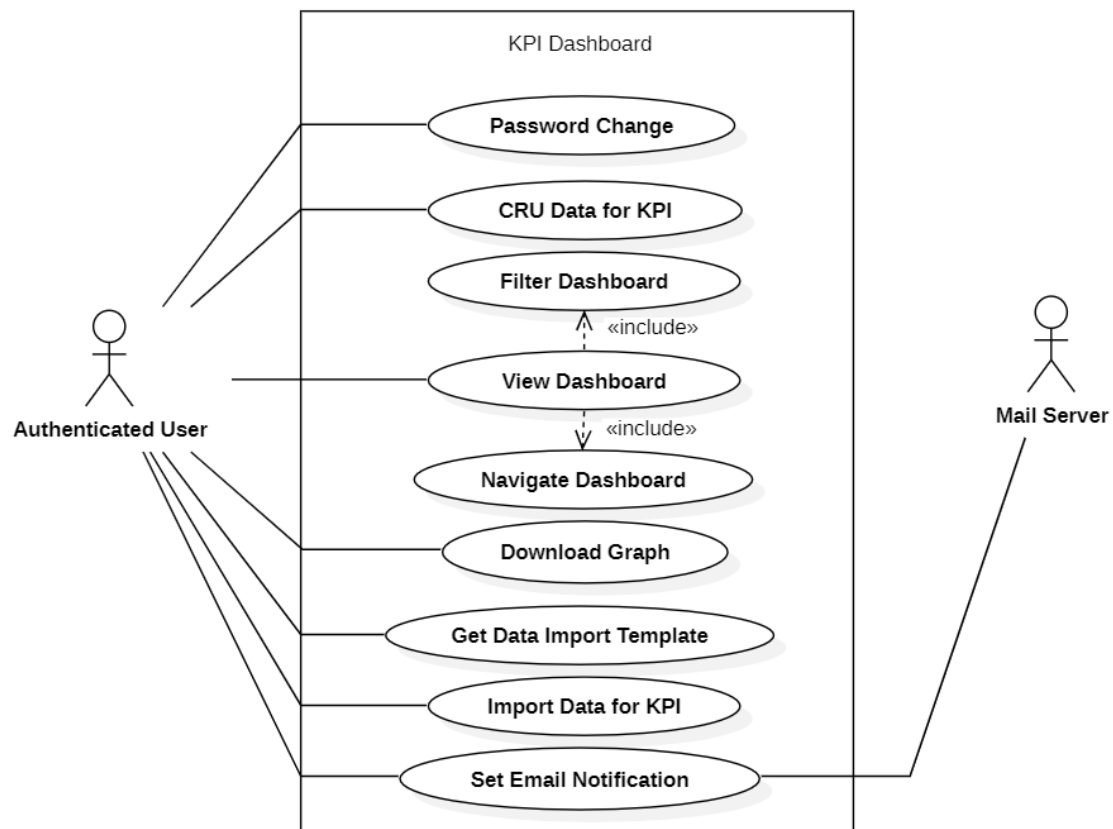 KPI Dashboard
Password Change
CRU Data for KPI
Filter Dashboard
«include»
View Dashboard
Authenticated User
Mail Server
«include»
Navigate Dashboard
Download Graph
Get Data Import Template
Import Data for KPI
Set Email Notification